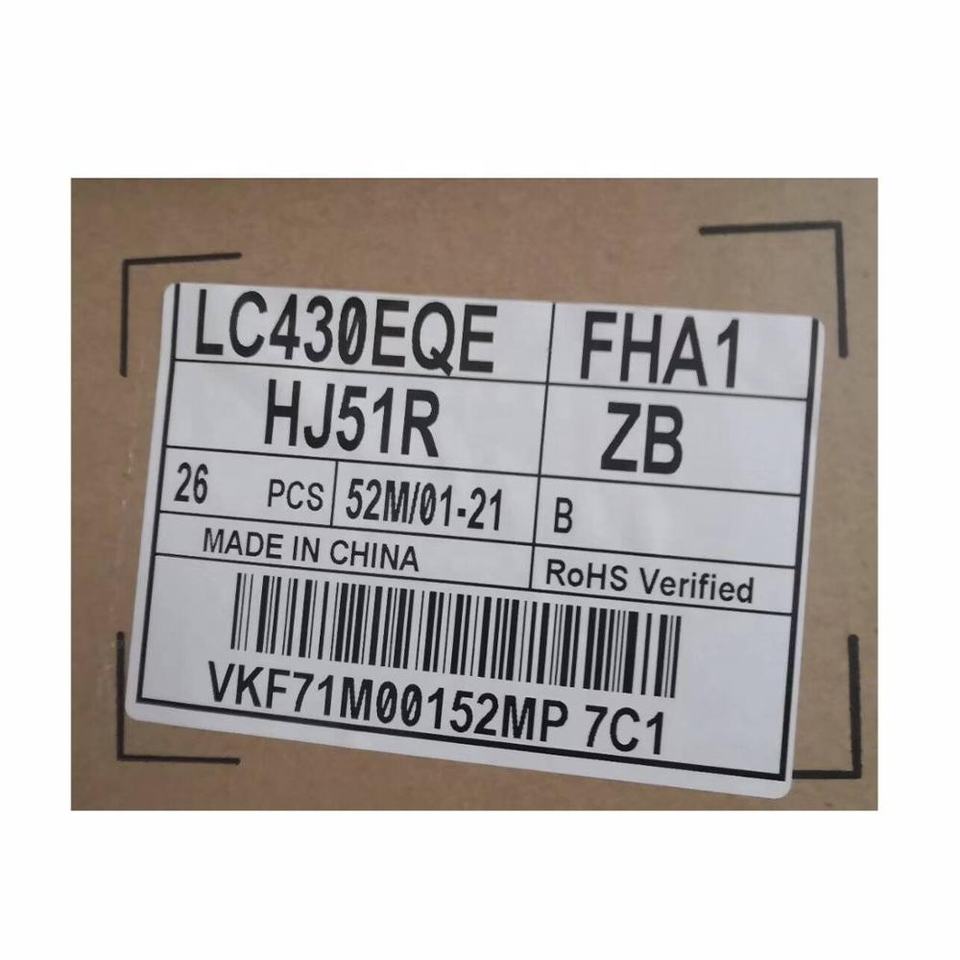 LC430EQE FHA1
HJ51R ZB
26 PCS 52M/01-21 B
MADE IN CHINA RoHS Verified
VKF71M00152MP 7C1